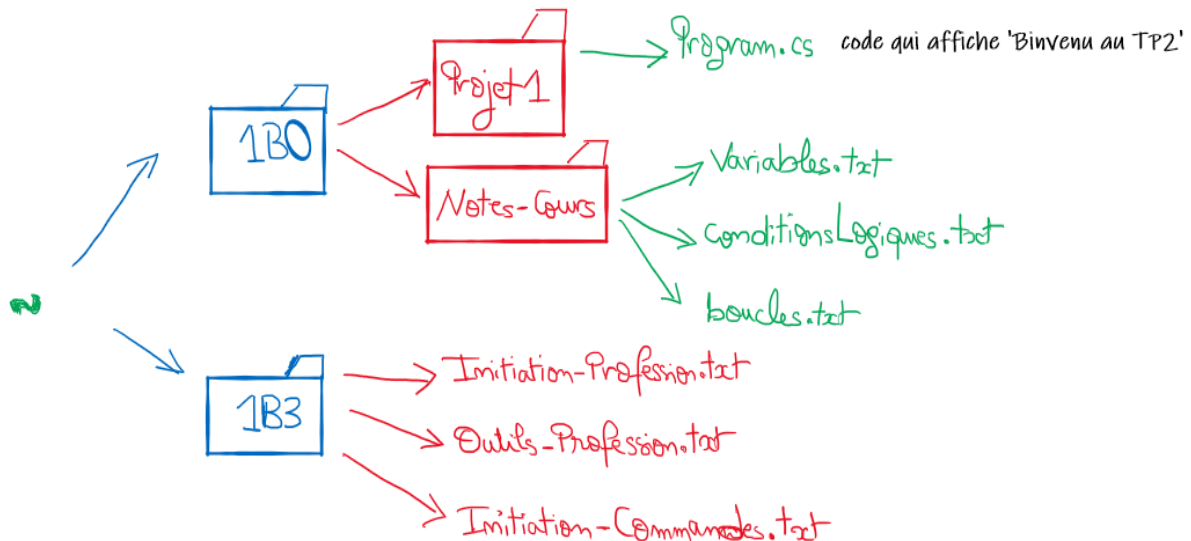 Projet1
Program.cs
code qui affiche 'Binvenu au TP2'
1B0
Notes-Cours
Variables.txt
conditionsLogiques.txt
boucles.txt
~
1B3
Initiation-Profession.txt
Outils-Profession.txt
Initiation-Commandes.txt